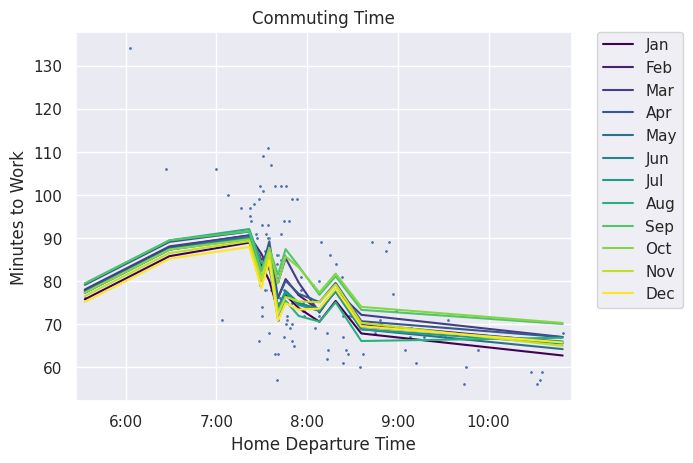 Commuting Time
Minutes to Work
130
120
110
100
90
80
70
60
6:00 7:00 8:00 9:00 10:00
Home Departure Time
Jan
Feb
Mar
Apr
May
Jun
Jul
Aug
Sep
Oct
Nov
Dec